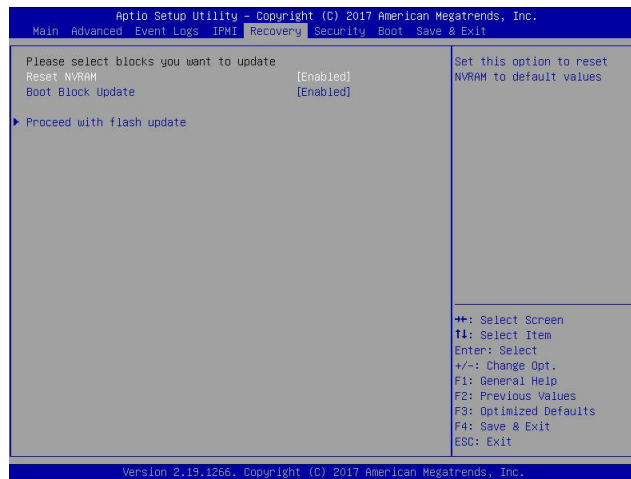 Aptio Setup Utility – Copyright (C) 2017 American Megatrends, Inc.
Main Advanced Event Logs IPMI Recovery Security Boot Save & Exit
Please select blocks you want to update
Reset NVRAM [Enabled]
Boot Block Update [Enabled]
Proceed with flash update
Set this option to reset
NVRAM to default values
→←: Select Screen
↑↓: Select Item
Enter: Select
+/-: Change Opt.
F1: General Help
F2: Previous Values
F3: Optimized Defaults
F4: Save & Exit
ESC: Exit
Version 2.19.1266. Copyright (C) 2017 American Megatrends, Inc.